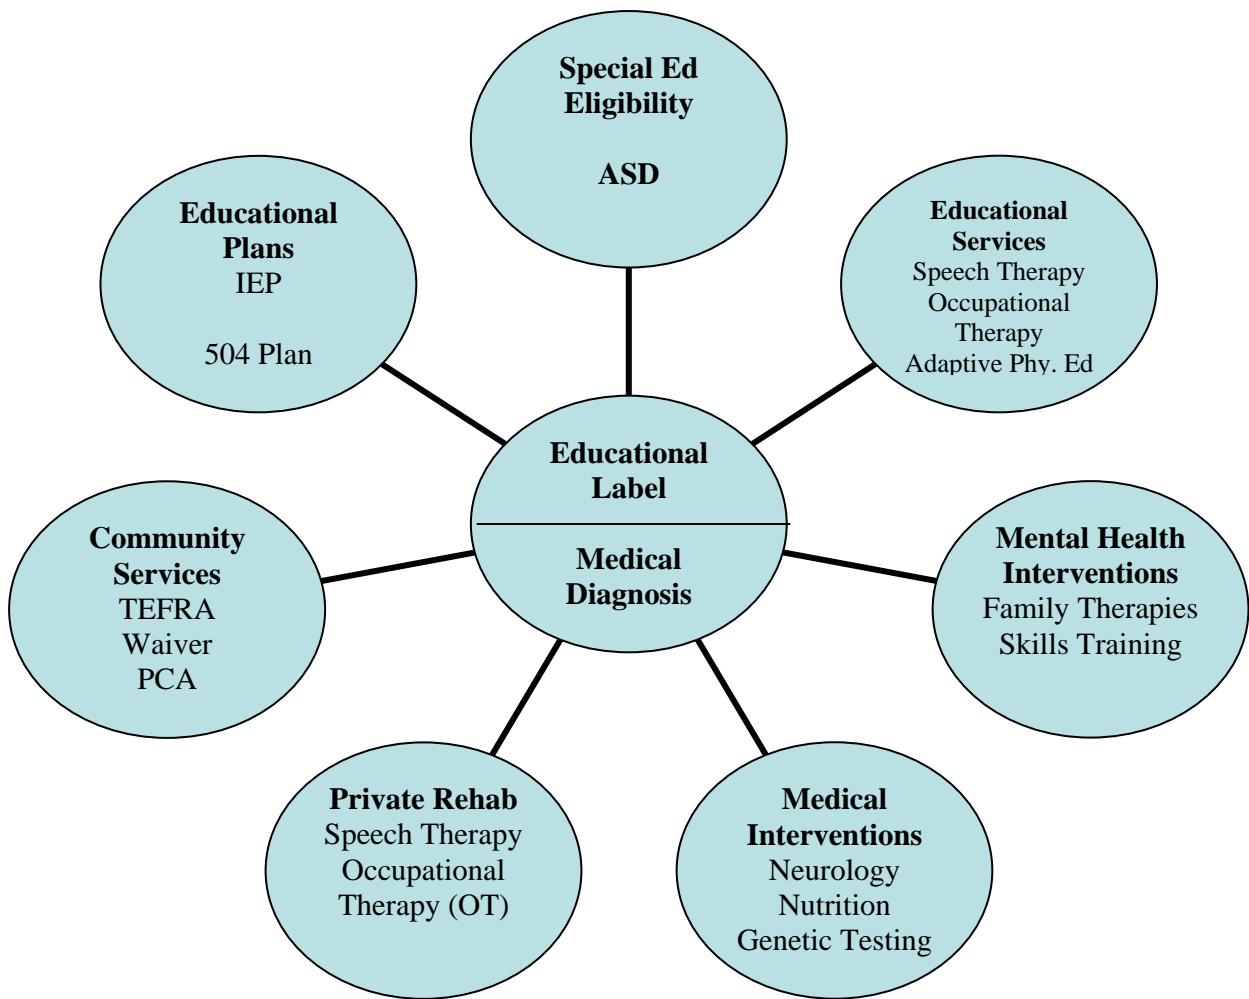 Special Ed
Eligibility
ASD
Educational
Plans
IEP
504 Plan
Educational
Services
Speech Therapy
Occupational
Therapy
Adaptive Phy. Ed
Educational
Label
Medical
Diagnosis
Community
Services
TEFRA
Waiver
PCA
Mental Health
Interventions
Family Therapies
Skills Training
Private Rehab
Speech Therapy
Occupational
Therapy (OT)
Medical
Interventions
Neurology
Nutrition
Genetic Testing